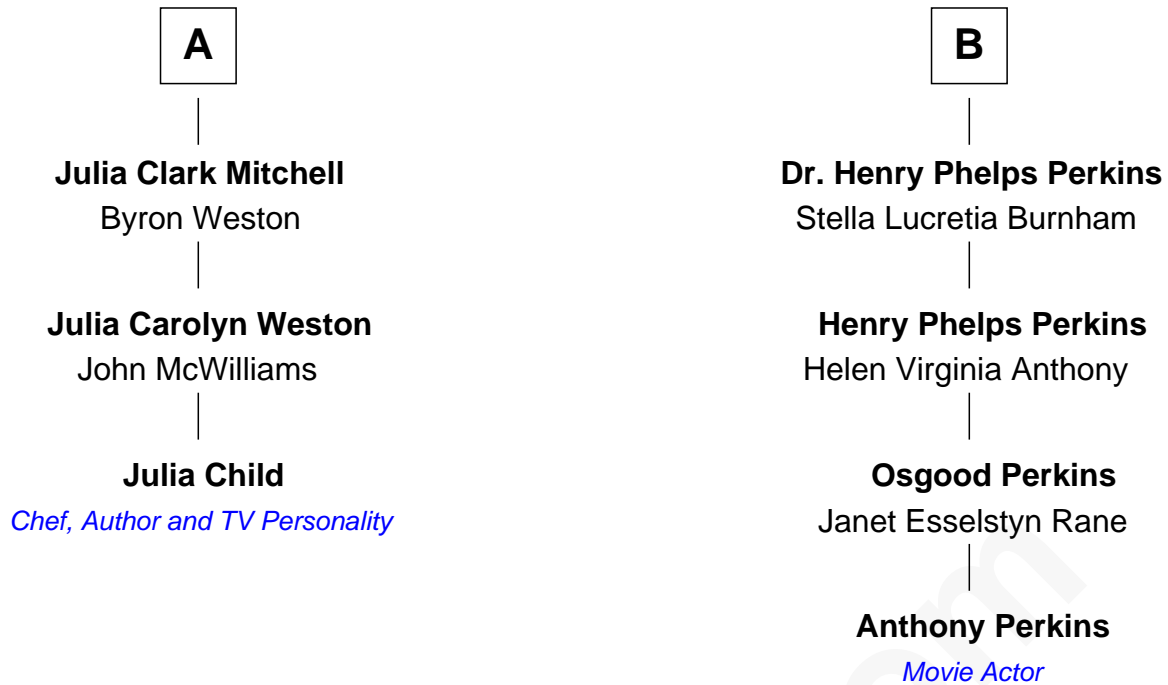 A
Julia Clark Mitchell
Byron Weston
Julia Carolyn Weston
John McWilliams
Julia Child
Chef, Author and TV Personality
B
Dr. Henry Phelps Perkins
Stella Lucretia Burnham
Henry Phelps Perkins
Helen Virginia Anthony
Osgood Perkins
Janet Esselstyn Rane
Anthony Perkins
Movie Actor